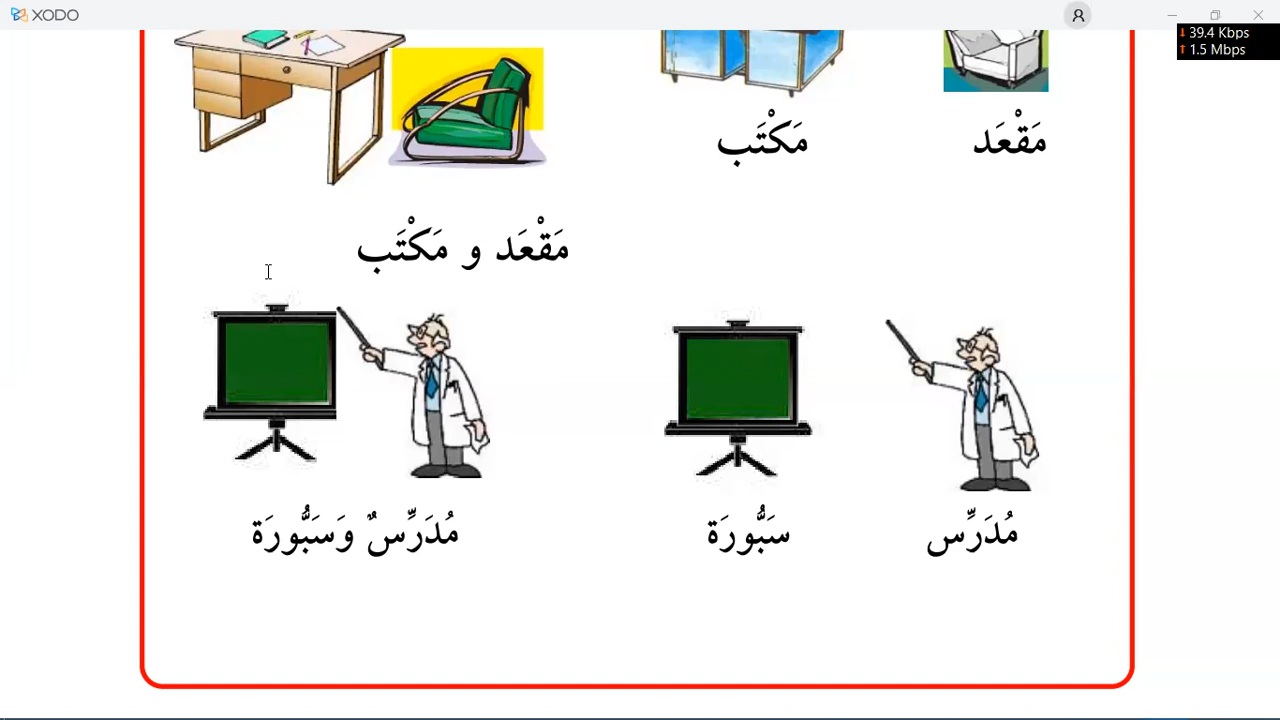 XODO
39.4 Kbps
1.5 Mbps
مَقْعَد
مَكْتَب
مَقْعَد و مَكْتَب
مُدَرِّس
سَبُّورَة
مُدَرِّسٌ وَسَبُّورَة